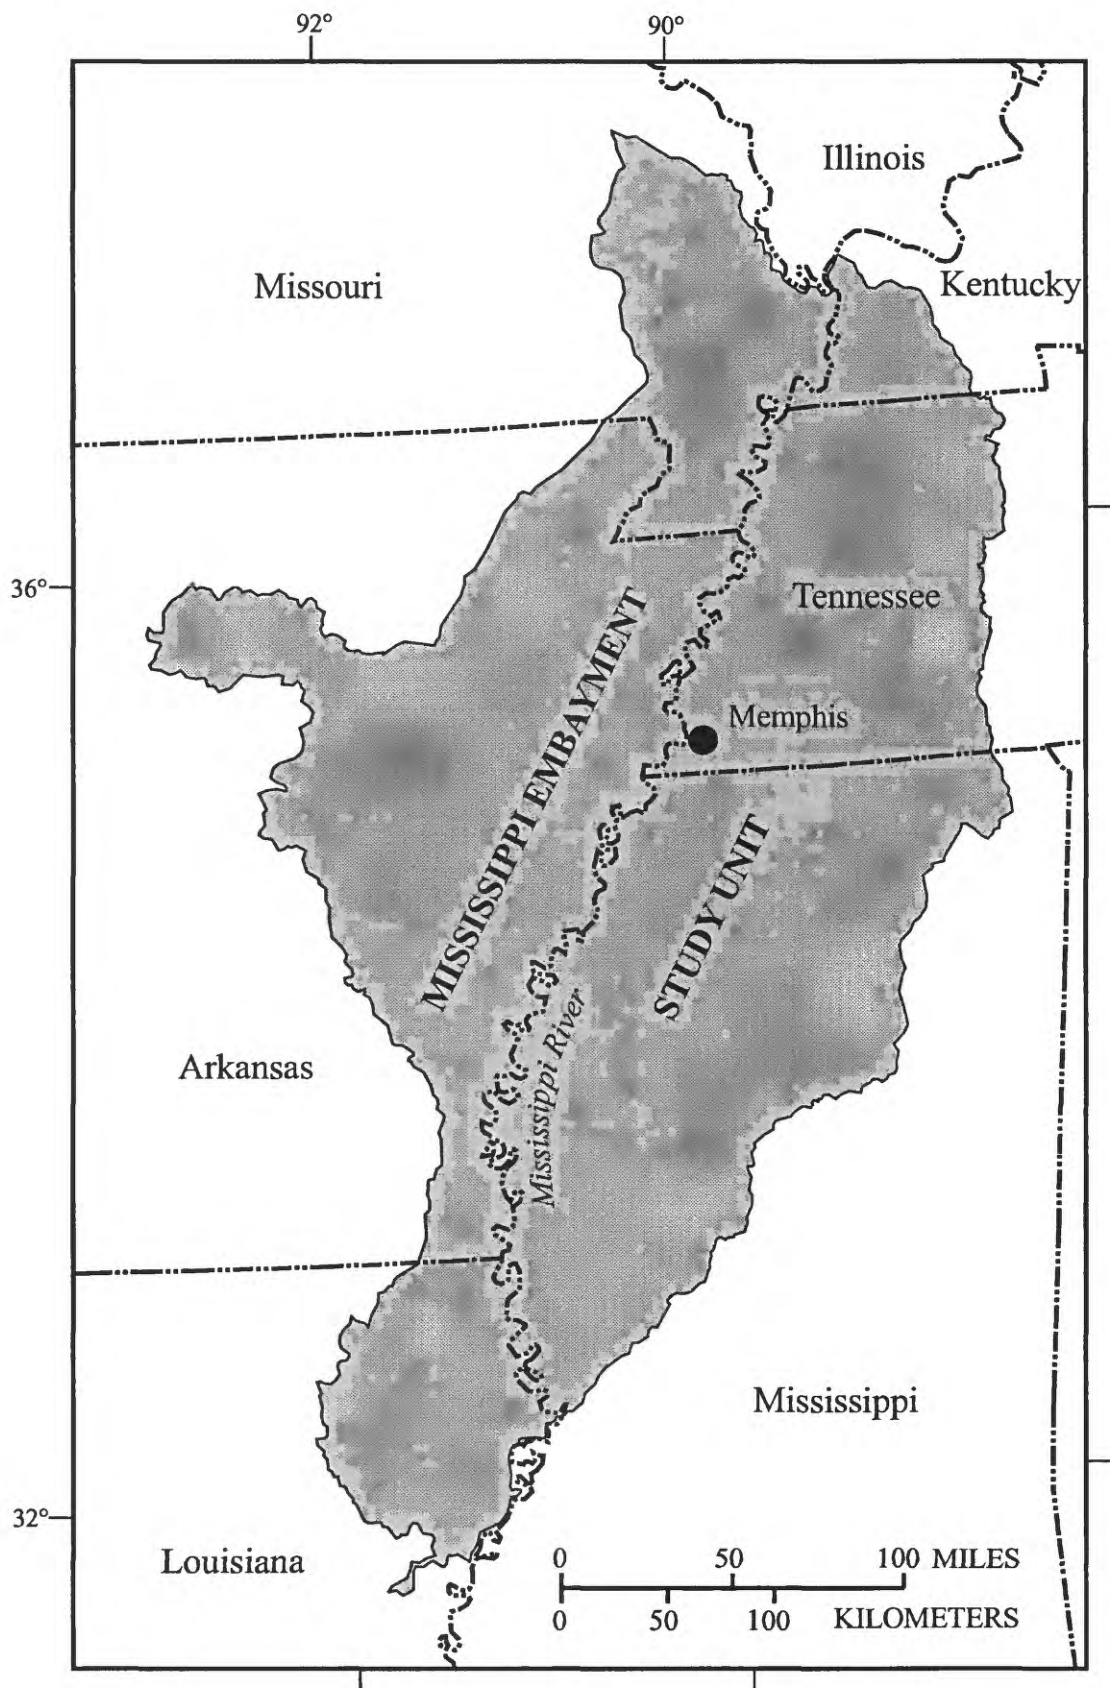 92° 90°
Illinois
Missouri
Kentucky
36°
Tennessee
MISSISSIPPI EMBAYMENT
Memphis
STUDY UNIT
Mississippi River
Arkansas
Mississippi
32°
Louisiana
0 50 100 MILES
0 50 100 KILOMETERS